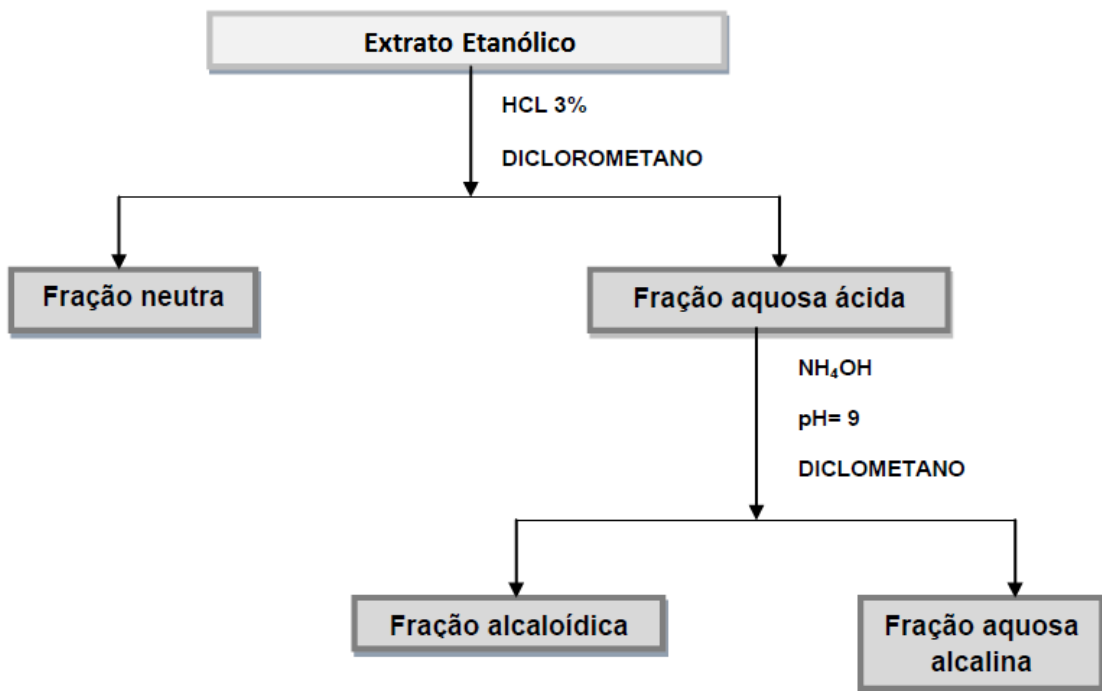 Extrato Etanólico
HCL 3%
DICLOROMETANO
Fração neutra
Fração aquosa ácida
NH₄OH
pH= 9
DICLOMETANO
Fração alcaloídica
Fração aquosa
alcalina